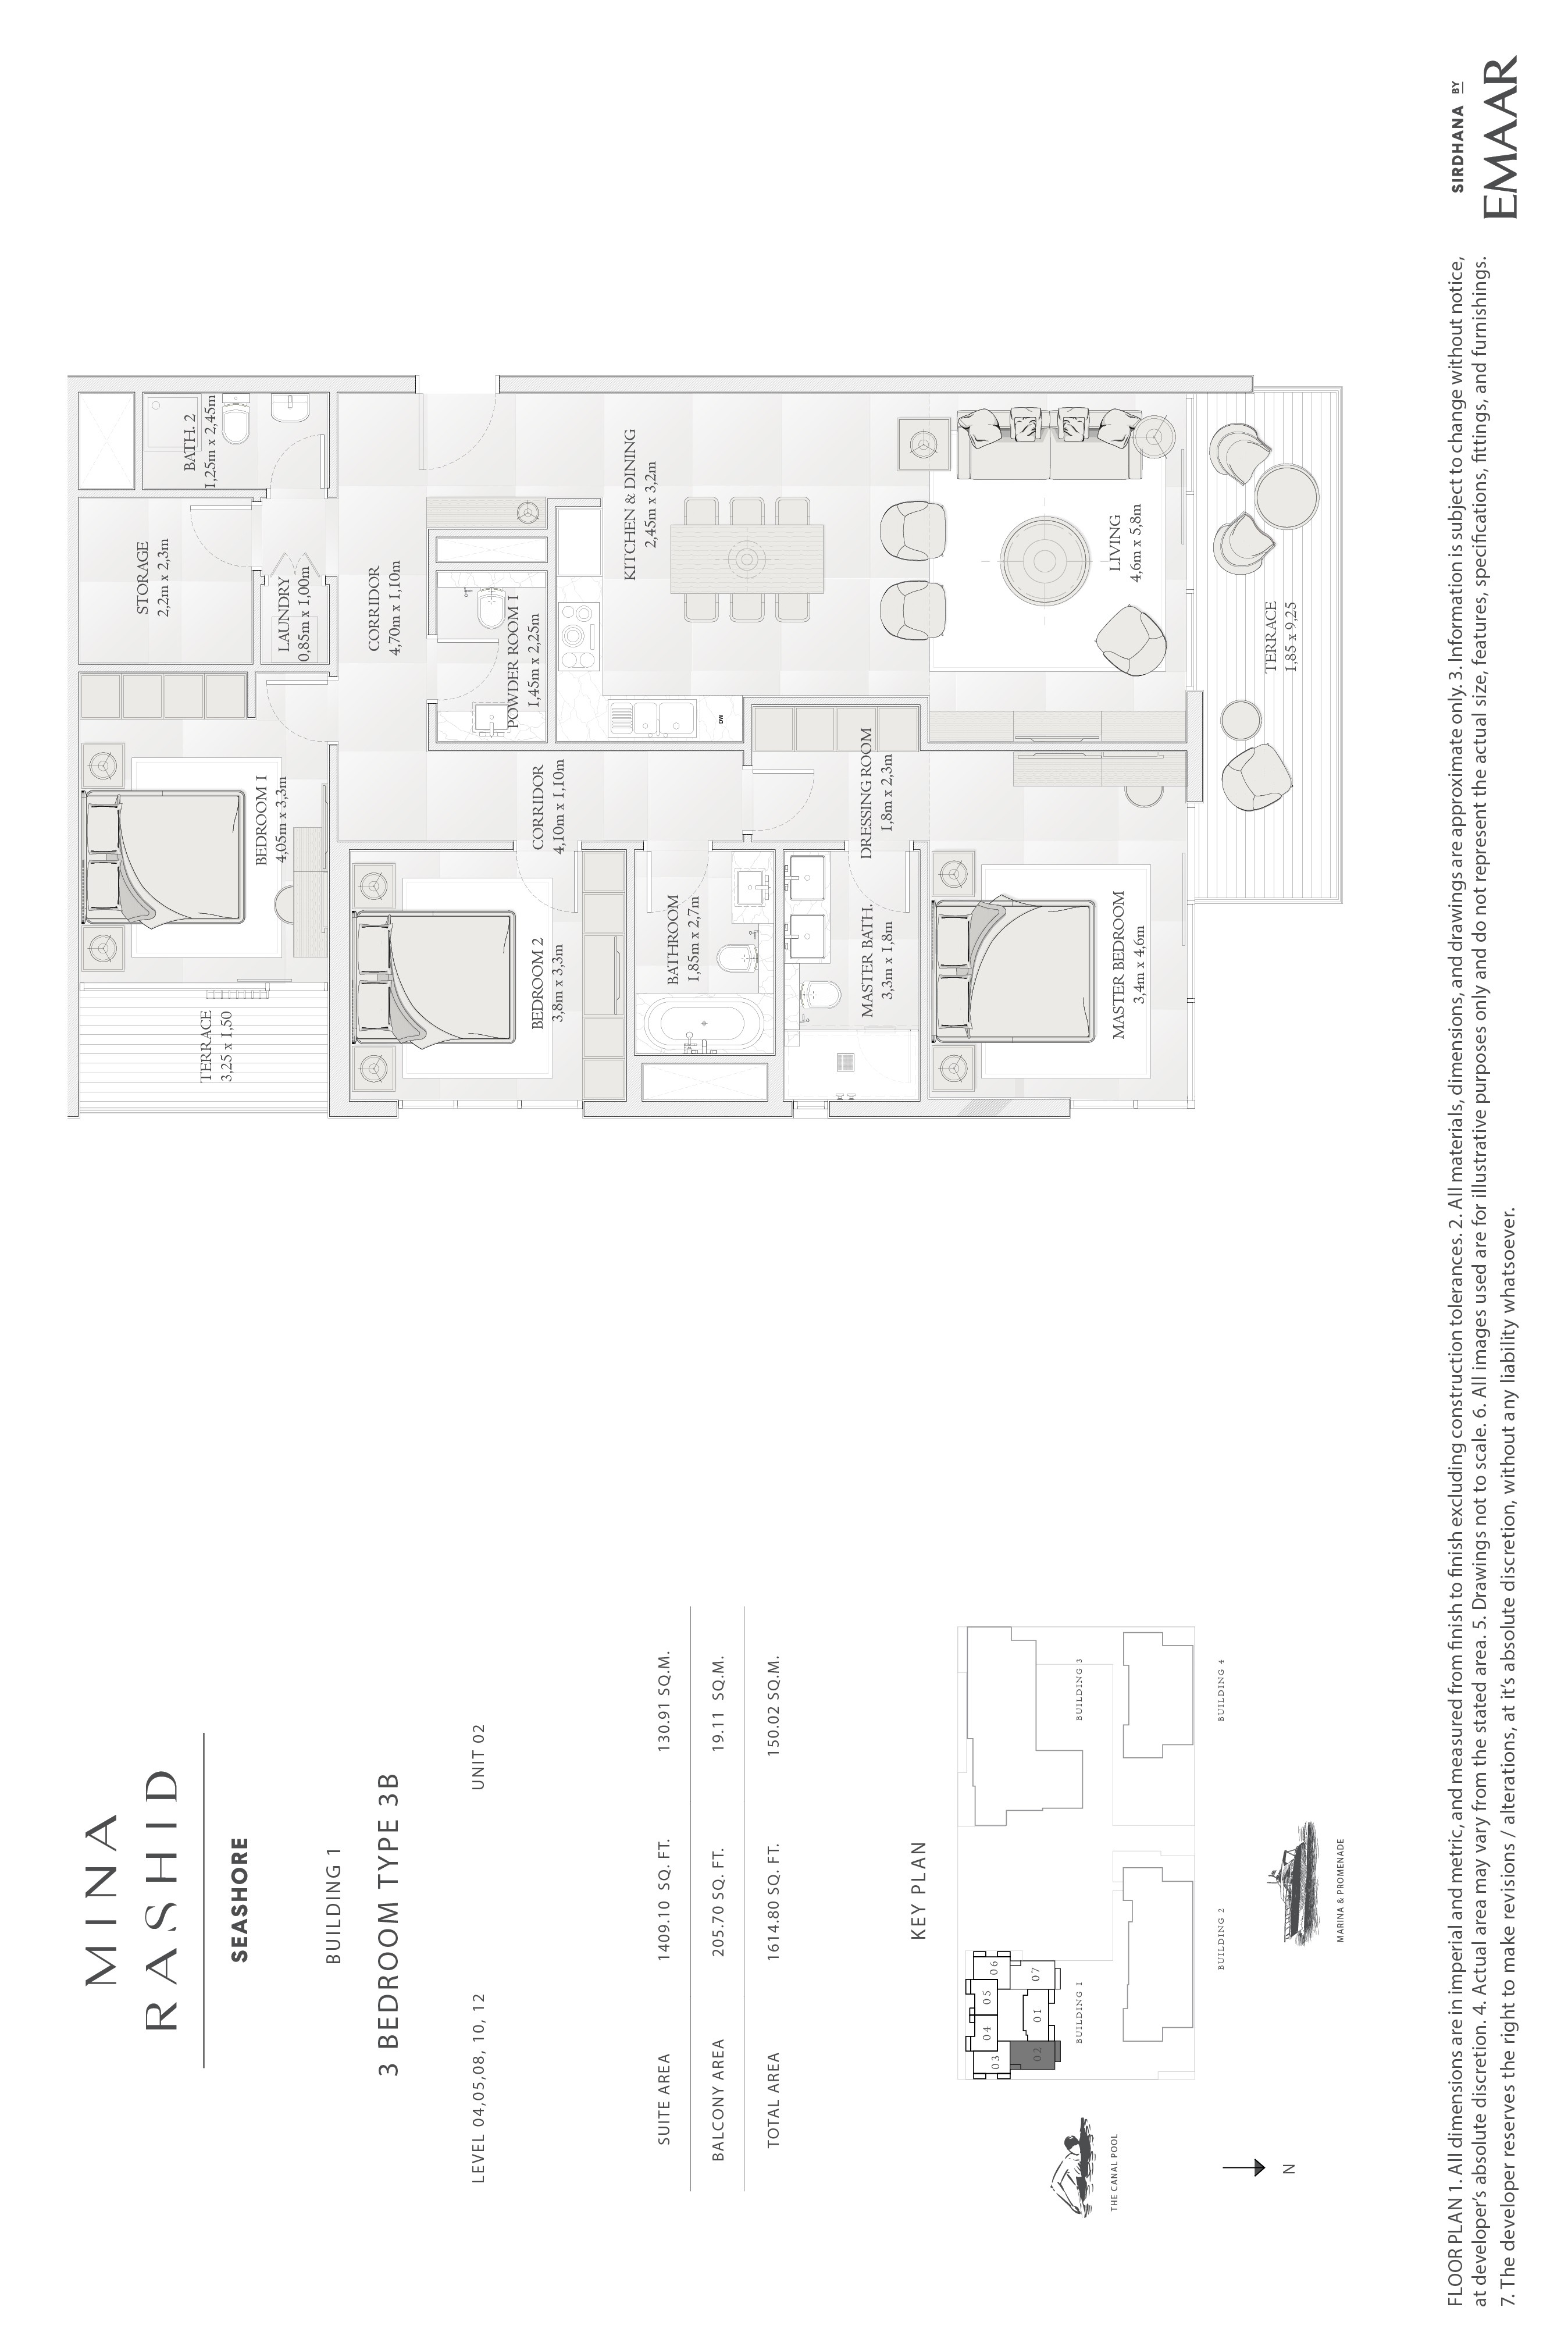 MINA
RASHID
SEASHORE
BUILDING 1
3 BEDROOM TYPE 3B
LEVEL 04,05,08, 10, 12 UNIT 02
SUITE AREA 1409.10 SQ. FT. 130.91 SQ.M.
BALCONY AREA 205.70 SQ. FT. 19.11 SQ.M.
TOTAL AREA 1614.80 SQ. FT. 150.02 SQ.M.
KEY PLAN
03
04
05
06
02
01
07
BUILDING 1
BUILDING 3
BUILDING 2
BUILDING 4
THE CANAL POOL
MARINA & PROMENADE
N
TERRACE
3,25 x 1,50
BEDROOM 1
4,05m x 3,3m
STORAGE
2,2m x 2,3m
BATH. 2
1,25m x 2,45m
LAUNDRY
0,85m x 1,00m
CORRIDOR
4,70m x 1,10m
POWDER ROOM 1
1,45m x 2,25m
BEDROOM 2
3,8m x 3,3m
CORRIDOR
4,10m x 1,10m
KITCHEN & DINING
2,45m x 3,2m
DW
BATHROOM
1,85m x 2,7m
MASTER BATH.
3,3m x 1,8m
DRESSING ROOM
1,8m x 2,3m
MASTER BEDROOM
3,4m x 4,6m
LIVING
4,6m x 5,8m
TERRACE
1,85 x 9,25
FLOOR PLAN 1. All dimensions are in imperial and metric, and measured from finish to finish excluding construction tolerances. 2. All materials, dimensions, and drawings are approximate only. 3. Information is subject to change without notice,
at developer's absolute discretion. 4. Actual area may vary from the stated area. 5. Drawings not to scale. 6. All images used are for illustrative purposes only and do not represent the actual size, features, specifications, fittings, and furnishings.
7. The developer reserves the right to make revisions / alterations, at it's absolute discretion, without any liability whatsoever.
SIRDHANA BY
EMAAR